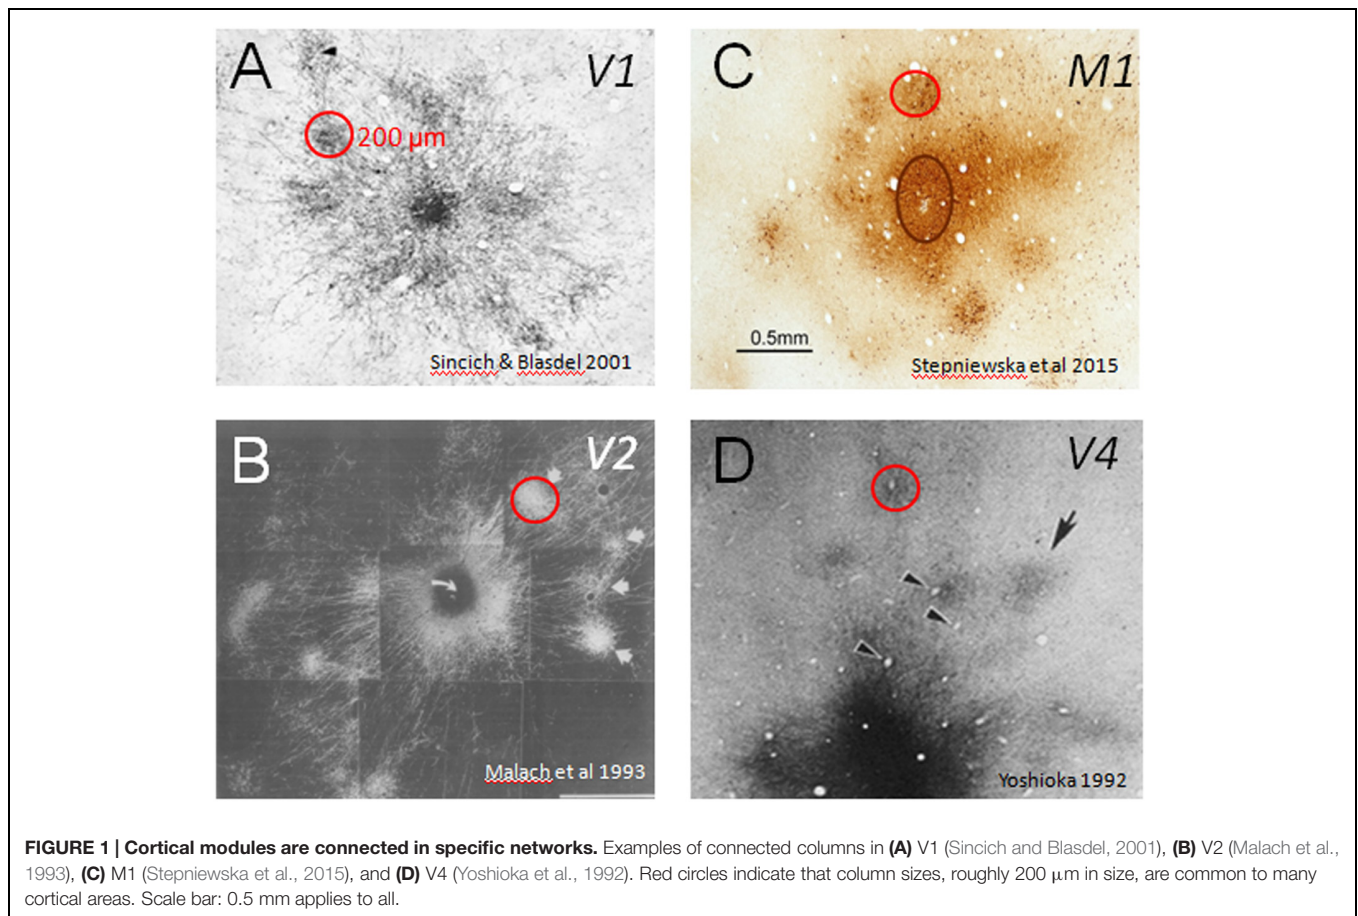 A
V1
200 µm
Sincich & Blasdel 2001
C
M1
0.5mm
Stepniewska et al 2015
B
V2
Malach et al 1993
D
V4
Yoshioka 1992
FIGURE 1 | Cortical modules are connected in specific networks. Examples of connected columns in (A) V1 (Sincich and Blasdel, 2001), (B) V2 (Malach et al.,
1993), (C) M1 (Stepniewska et al., 2015), and (D) V4 (Yoshioka et al., 1992). Red circles indicate that column sizes, roughly 200 µm in size, are common to many
cortical areas. Scale bar: 0.5 mm applies to all.